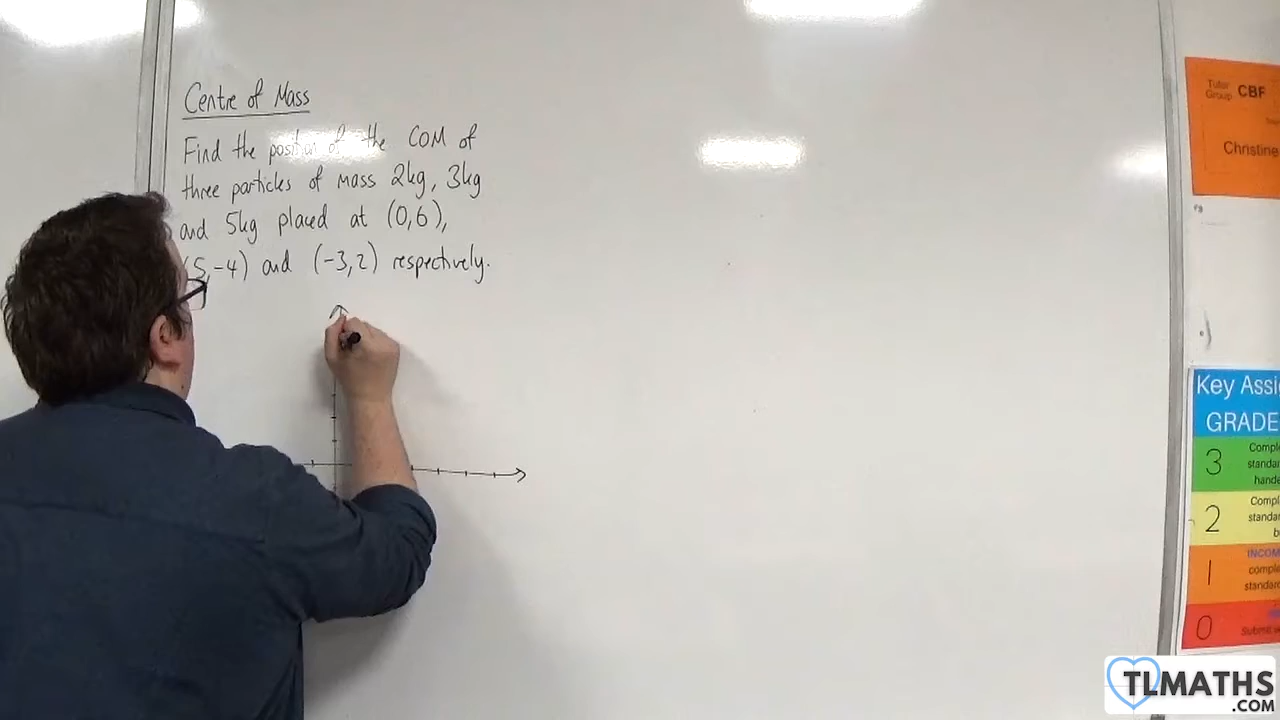 Centre of Mass
Find the position of the COM of
three particles of mass 2kg, 3kg
and 5kg placed at (0,6),
(5,-4) and (-3,2) respectively.
Tutor
Group CBF
Christine
Key Assi
GRADE
3
Compl
standa
hande
2
Compl
standa
b
1
INCOM
comple
standa
0
Submit
TLMATHS
.COM